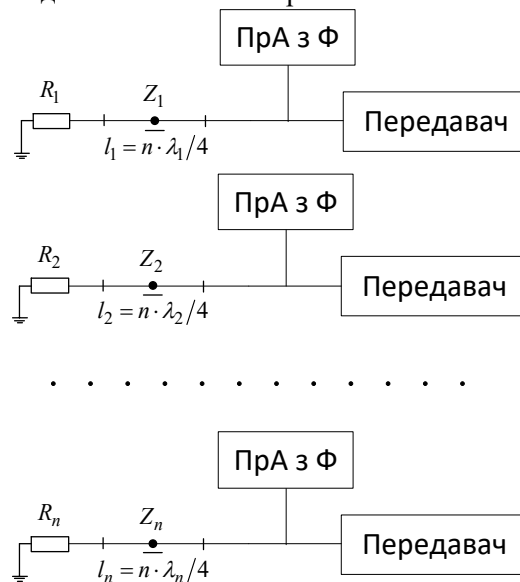 ПрА з Ф
R₁
Z₁
Передавач
l₁ = n · λ₁/4
ПрА з Ф
R₂
Z₂
Передавач
l₂ = n · λ₂/4
. . . . . . . . . . . .
ПрА з Ф
Rₙ
Zₙ
Передавач
lₙ = n · λₙ/4